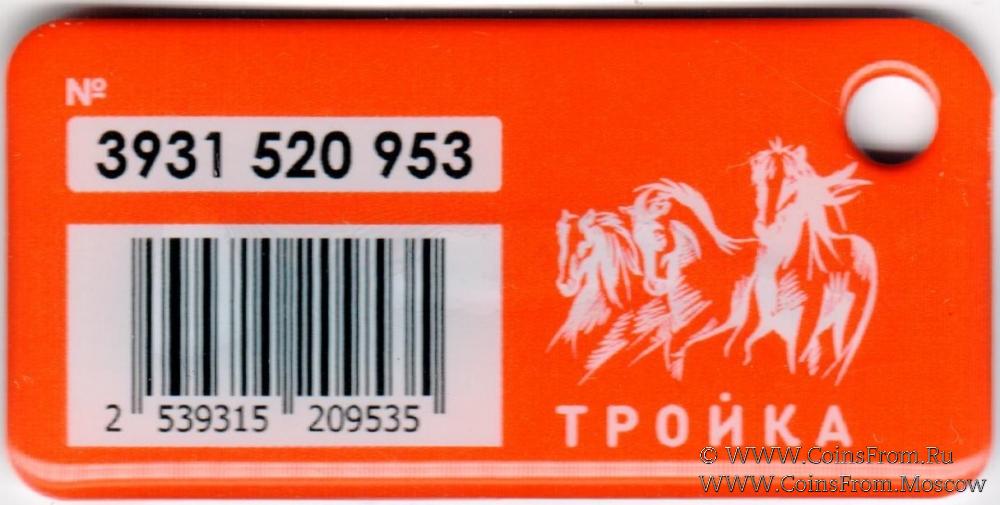 №
3931 520 953
2 539315 209535
ТРОЙКА
© WWW.CoinsFrom.Ru
WWW.CoinsFrom.Moscow